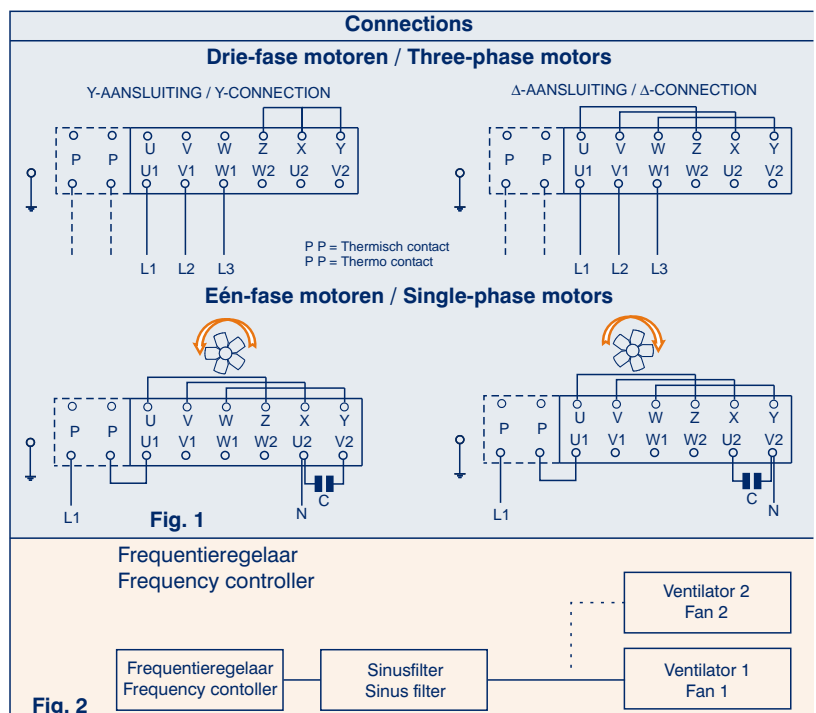 Connections
Drie-fase motoren / Three-phase motors
Y-AANSLUITING / Y-CONNECTION
Δ-AANSLUITING / Δ-CONNECTION
P P U V W Z X Y
U1 V1 W1 W2 U2 V2
L1 L2 L3
P P U V W Z X Y
U1 V1 W1 W2 U2 V2
L1 L2 L3
P P = Thermisch contact
P P = Thermo contact
Eén-fase motoren / Single-phase motors
P P U V W Z X Y
U1 V1 W1 W2 U2 V2
C
L1 N
P P U V W Z X Y
U1 V1 W1 W2 U2 V2
C
L1 N
Fig. 1
Frequentieregelaar
Frequency controller
Ventilator 2
Fan 2
Frequentieregelaar
Frequency contoller
Sinusfilter
Sinus filter
Ventilator 1
Fan 1
Fig. 2